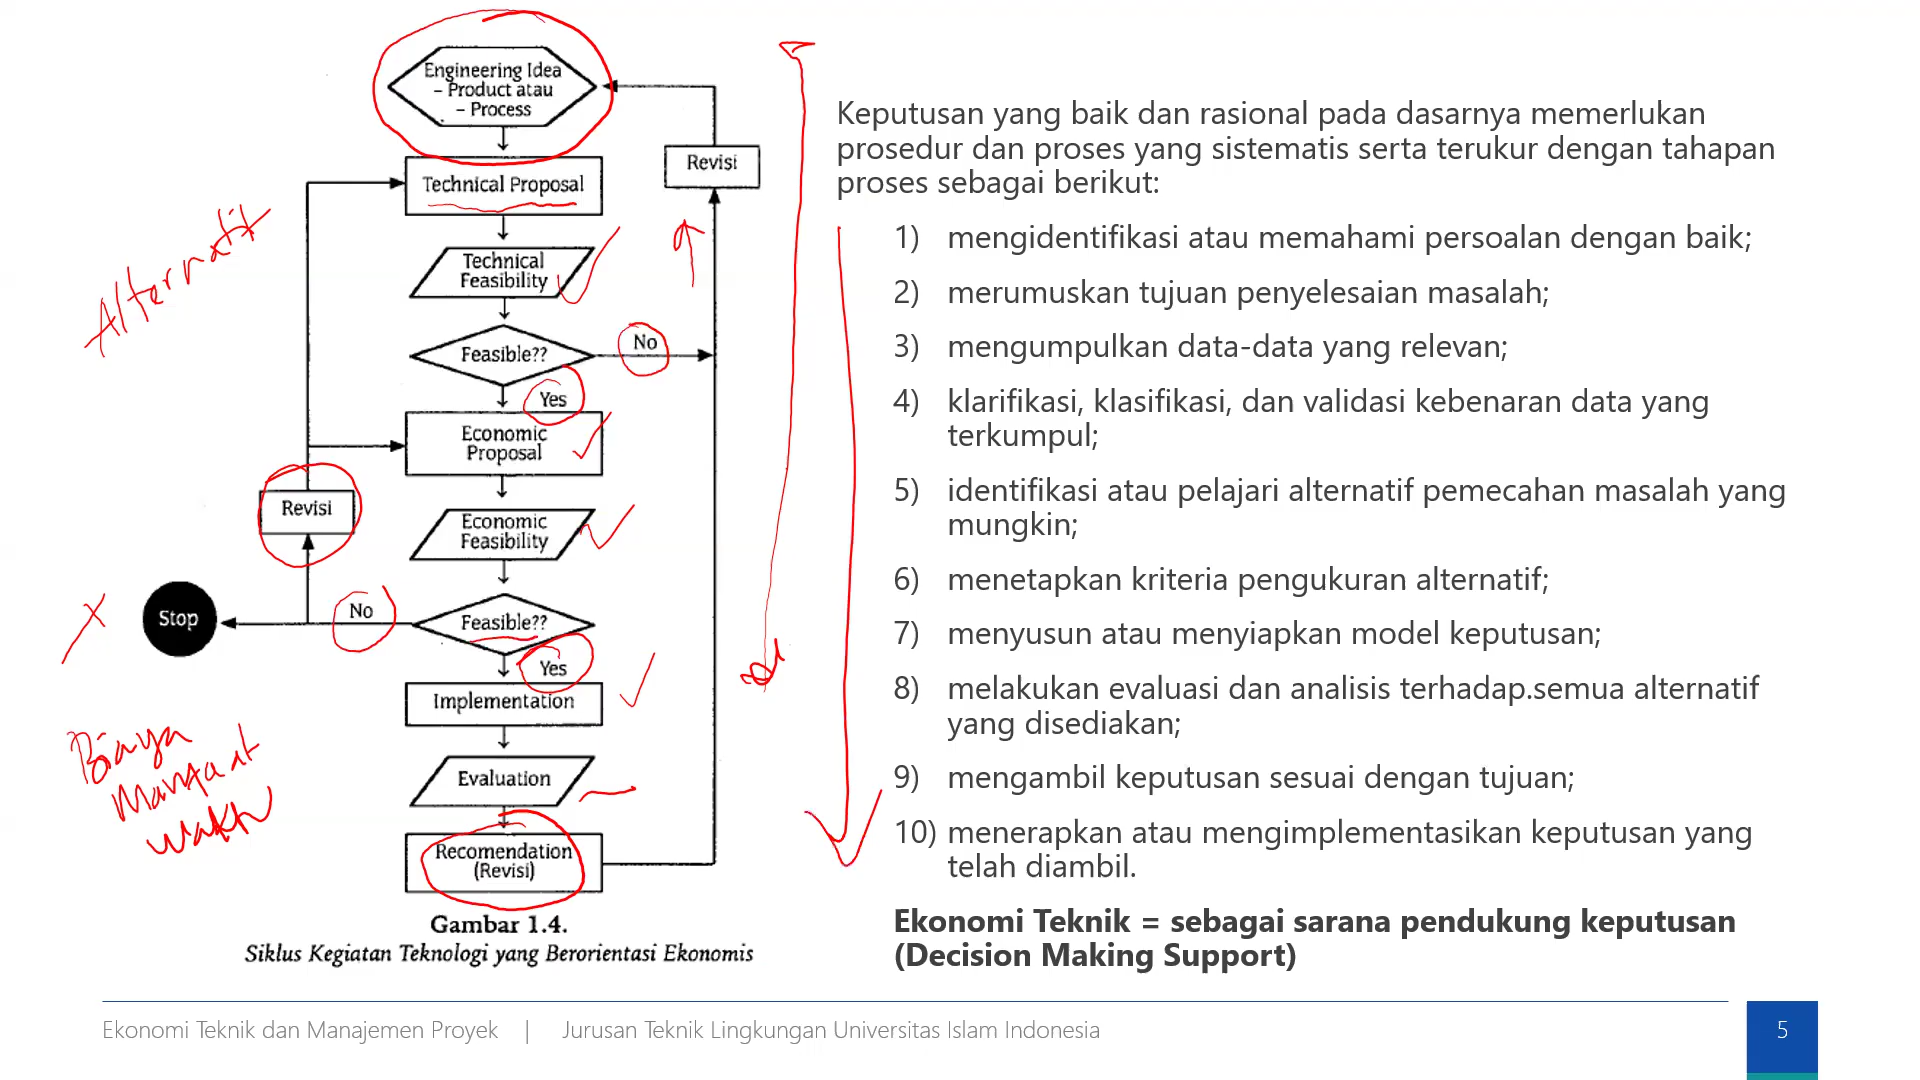 Engineering Idea
– Product atau
– Process
Revisi
Technical Proposal
Technical
Feasibility
Feasible??
No
Yes
Economic
Proposal
Revisi
Economic
Feasibility
Stop
No
Feasible??
Yes
Implementation
Evaluation
Recomendation
(Revisi)
Alternatif
Biaya
Manfaat
Waktu
Gambar 1.4.
Siklus Kegiatan Teknologi yang Berorientasi Ekonomis
Keputusan yang baik dan rasional pada dasarnya memerlukan
prosedur dan proses yang sistematis serta terukur dengan tahapan
proses sebagai berikut:
1) mengidentifikasi atau memahami persoalan dengan baik;
2) merumuskan tujuan penyelesaian masalah;
3) mengumpulkan data-data yang relevan;
4) klarifikasi, klasifikasi, dan validasi kebenaran data yang
terkumpul;
5) identifikasi atau pelajari alternatif pemecahan masalah yang
mungkin;
6) menetapkan kriteria pengukuran alternatif;
7) menyusun atau menyiapkan model keputusan;
8) melakukan evaluasi dan analisis terhadap.semua alternatif
yang disediakan;
9) mengambil keputusan sesuai dengan tujuan;
10) menerapkan atau mengimplementasikan keputusan yang
telah diambil.
Ekonomi Teknik = sebagai sarana pendukung keputusan
(Decision Making Support)
Ekonomi Teknik dan Manajemen Proyek | Jurusan Teknik Lingkungan Universitas Islam Indonesia
5